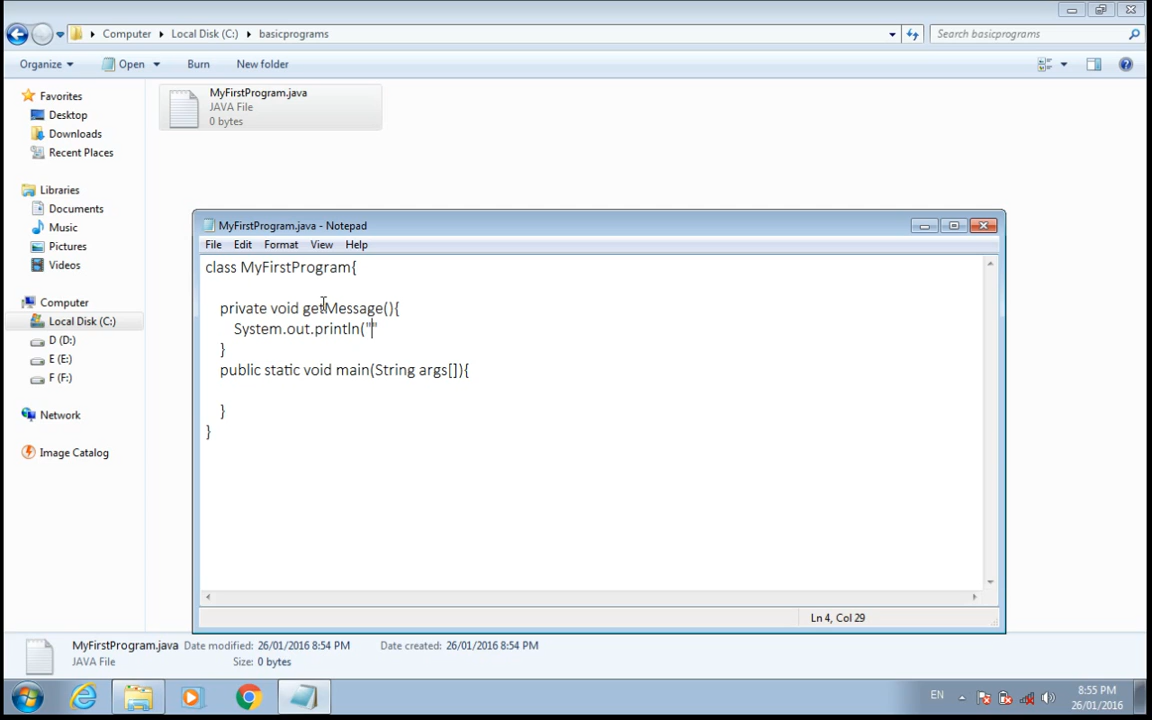 Computer Local Disk (C:) basicprograms Search basicprograms
Organize Open Burn New folder
Favorites
Desktop
Downloads
Recent Places
Libraries
Documents
Music
Pictures
Videos
Computer
Local Disk (C:)
D (D:)
E (E:)
F (F:)
Network
Image Catalog
MyFirstProgram.java
JAVA File
0 bytes
MyFirstProgram.java - Notepad
File Edit Format View Help
class MyFirstProgram{
private void getMessage(){
System.out.println(""
}
public static void main(String args[]){
}
}
Ln 4, Col 29
MyFirstProgram.java Date modified: 26/01/2016 8:54 PM Date created: 26/01/2016 8:54 PM
JAVA File Size: 0 bytes
EN 8:55 PM
26/01/2016